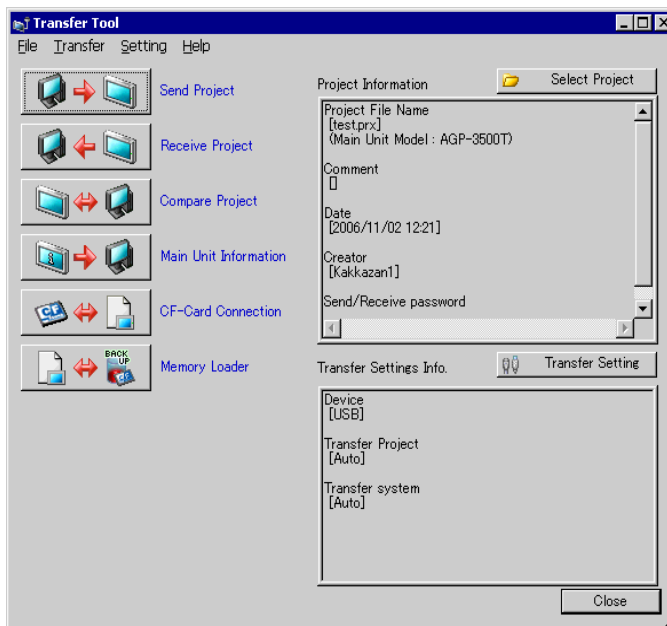 Transfer Tool
File Transfer Setting Help
Send Project
Receive Project
Compare Project
Main Unit Information
CF
CF-Card Connection
BACK
UP
CF
Memory Loader
Project Information
Select Project
Project File Name
[test.prx]
(Main Unit Model : AGP-3500T)
Comment
[]
Date
[2006/11/02 12:21]
Creator
[Kakkazan1]
Send/Receive password
Transfer Settings Info.
Transfer Setting
Device
[USB]
Transfer Project
[Auto]
Transfer system
[Auto]
Close